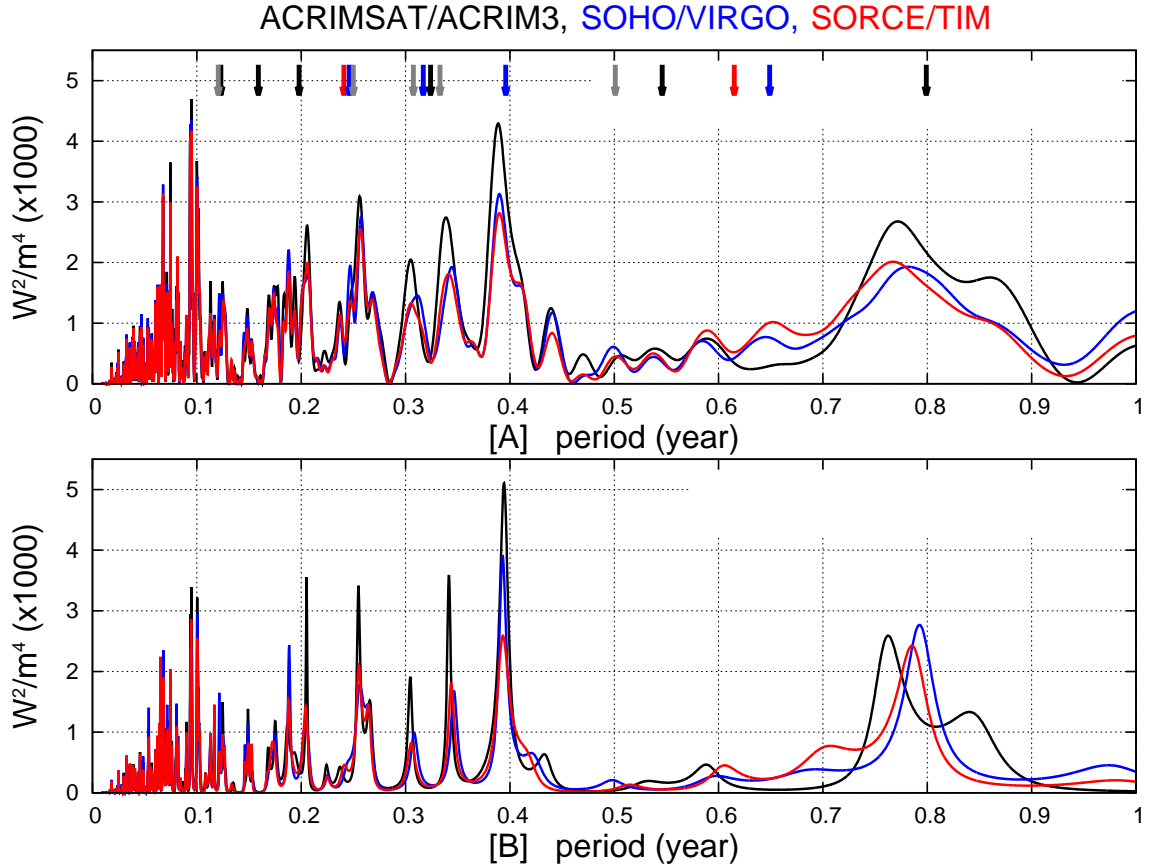 ACRIMSAT/ACRIM3, SOHO/VIRGO, SORCE/TIM
W²/m⁴ (x1000)
5
4
3
2
1
0
0 0.1 0.2 0.3 0.4 0.5 0.6 0.7 0.8 0.9 1
[A] period (year)
W²/m⁴ (x1000)
5
4
3
2
1
0
0 0.1 0.2 0.3 0.4 0.5 0.6 0.7 0.8 0.9 1
[B] period (year)